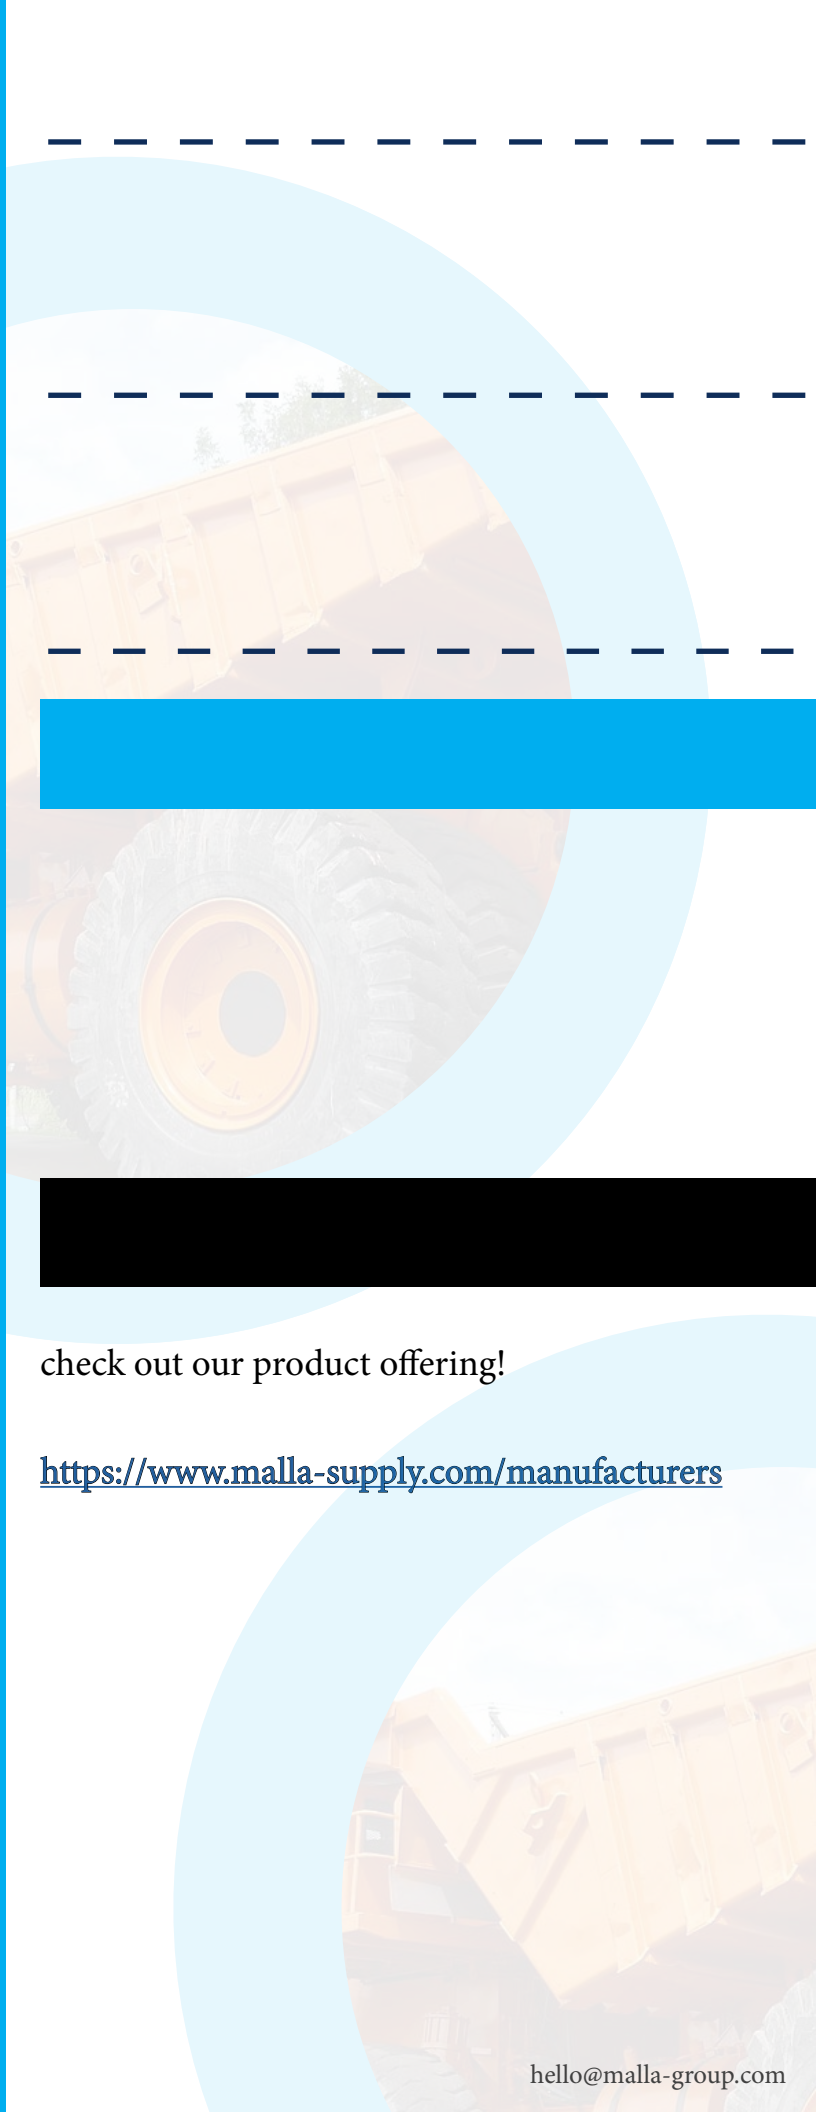 check out our product offering!
https://www.malla-supply.com/manufacturers
hello@malla-group.com